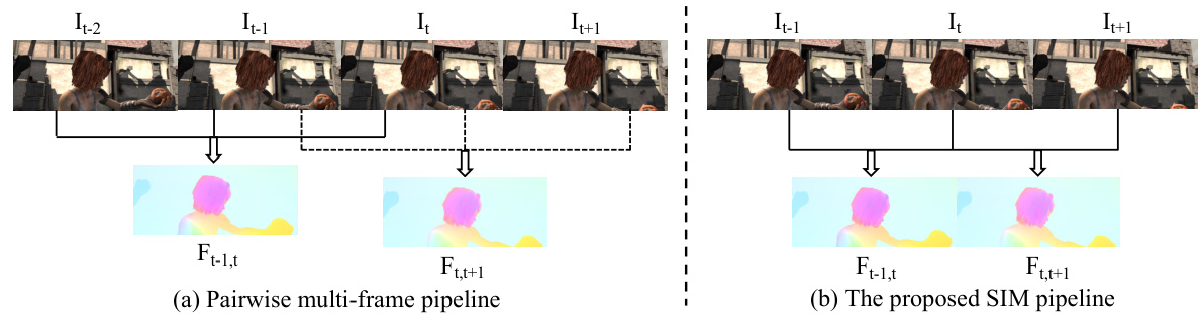 I_{t-2} I_{t-1} I_t I_{t+1}
F_{t-1,t}
F_{t,t+1}
(a) Pairwise multi-frame pipeline
I_{t-1} I_t I_{t+1}
F_{t-1,t} F_{t,t+1}
(b) The proposed SIM pipeline